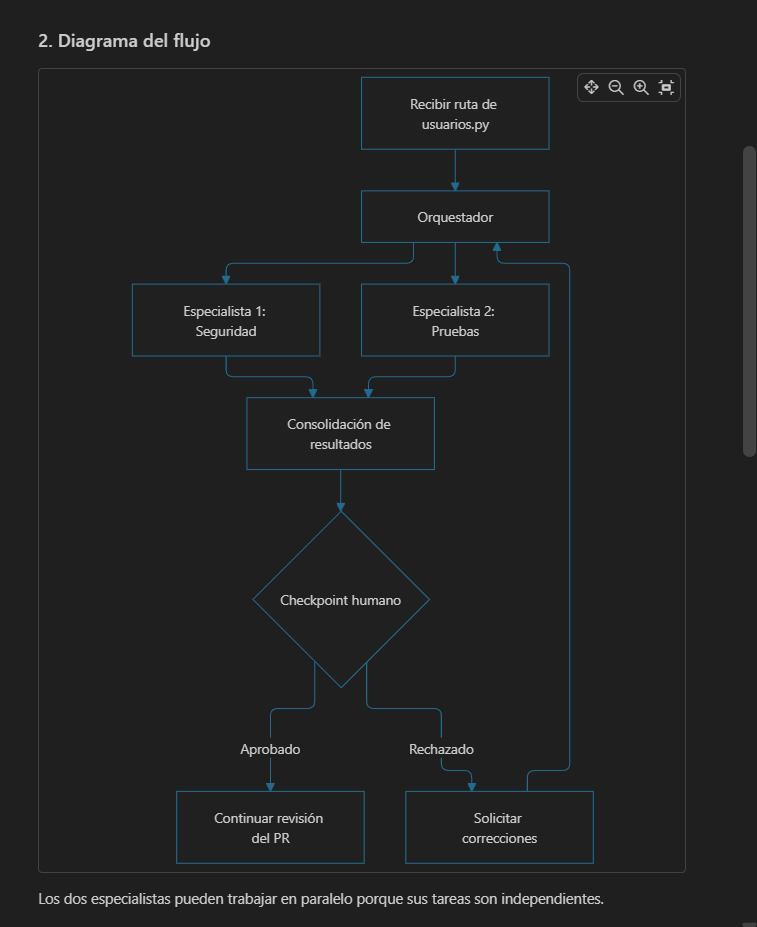 2. Diagrama del flujo
Recibir ruta de
usuarios.py
Orquestador
Especialista 1:
Seguridad
Especialista 2:
Pruebas
Consolidación de
resultados
Checkpoint humano
Aprobado
Rechazado
Continuar revisión
del PR
Solicitar
correcciones
Los dos especialistas pueden trabajar en paralelo porque sus tareas son independientes.